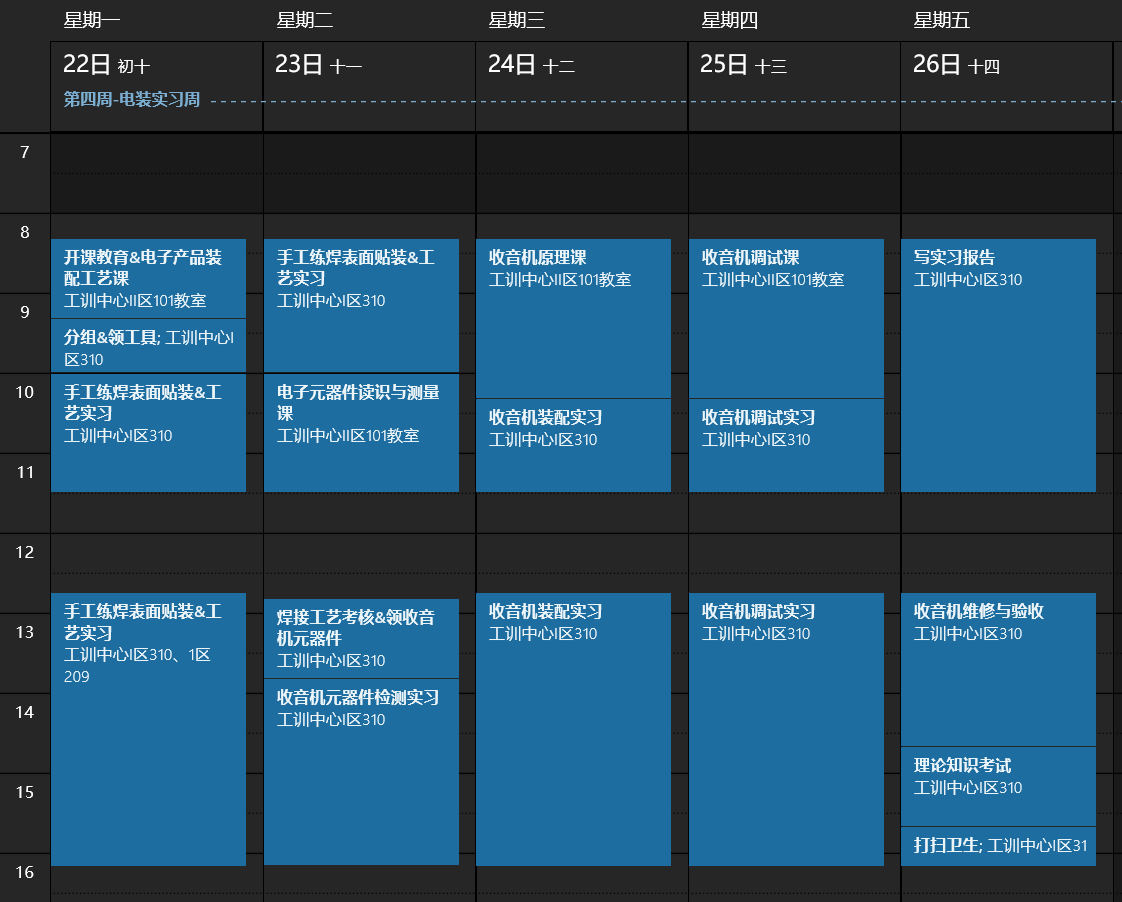 星期一
星期二
星期三
星期四
星期五
22日 初十
23日 十一
24日 十二
25日 十三
26日 十四
第四周-电装实习周
7
8
9
10
11
12
13
14
15
16
开课教育&电子产品装
配工艺课
工训中心II区101教室
分组&领工具; 工训中心I
区310
手工练焊表面贴装&工
艺实习
工训中心I区310
手工练焊表面贴装&工
艺实习
工训中心I区310、1区
209
手工练焊表面贴装&工
艺实习
工训中心I区310
电子元器件读识与测量
课
工训中心II区101教室
焊接工艺考核&领收音
机元器件
工训中心I区310
收音机元器件检测实习
工训中心I区310
收音机原理课
工训中心II区101教室
收音机装配实习
工训中心I区310
收音机装配实习
工训中心I区310
收音机调试课
工训中心II区101教室
收音机调试实习
工训中心I区310
收音机调试实习
工训中心I区310
写实习报告
工训中心I区310
收音机维修与验收
工训中心I区310
理论知识考试
工训中心I区310
打扫卫生; 工训中心I区31